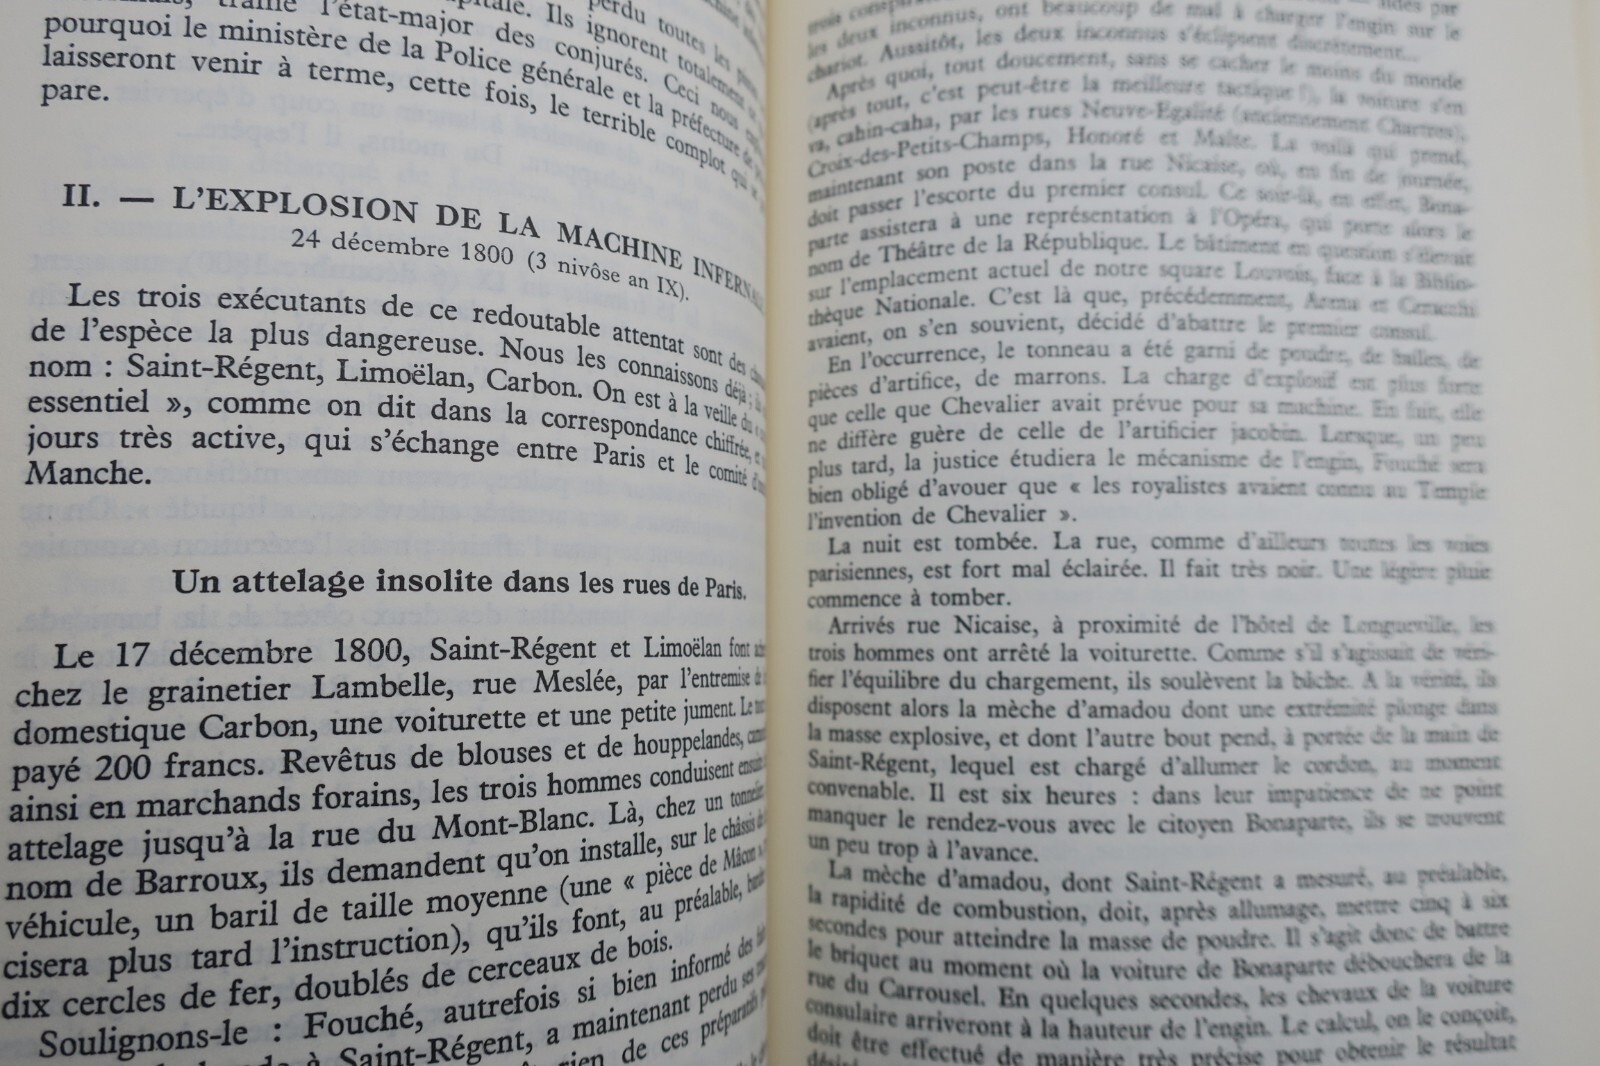 perdu toutes les
Ils ignorent totalement
l'état-major des conjurés. Ceci nous
pourquoi le ministère de la Police générale et la préfecture de
laisseront venir à terme, cette fois, le terrible complot qui
pare.
II. — L'EXPLOSION DE LA MACHINE INFERNALE
24 décembre 1800 (3 nivôse an IX).
Les trois exécutants de ce redoutable attentat sont des
de l'espèce la plus dangereuse. Nous les connaissons déjà ;
nom : Saint-Régent, Limoëlan, Carbon. On est à la veille du
essentiel », comme on dit dans la correspondance chiffrée,
jours très active, qui s'échange entre Paris et le comité
Manche.
Un attelage insolite dans les rues de Paris.
Le 17 décembre 1800, Saint-Régent et Limoëlan font
chez le grainetier Lambelle, rue Meslée, par l'entremise
domestique Carbon, une voiturette et une petite jument. Le
payé 200 francs. Revêtus de blouses et de houppelandes,
ainsi en marchands forains, les trois hommes conduisent ensuite
attelage jusqu'à la rue du Mont-Blanc. Là, chez un tonnelier
nom de Barroux, ils demandent qu'on installe, sur le châssis
véhicule, un baril de taille moyenne (une « pièce de Mâcon »,
cisera plus tard l'instruction), qu'ils font, au préalable,
dix cercles de fer, doublés de cerceaux de bois.
Soulignons-le : Fouché, autrefois si bien informé des
à Saint-Régent, a maintenant perdu ses
rien de ces préparatifs
les deux inconnus, ont beaucoup de mal à charger l'engin sur le
chariot. Aussitôt, les deux inconnus s'éclipsent discrètement...
Après quoi, tout doucement, sans se cacher le moins du monde
(après tout, c'est peut-être la meilleure tactique !), la voiture s'en
va, cahin-caha, par les rues Neuve-Egalité (anciennement Chartres),
Croix-des-Petits-Champs, Honoré et Malte. La voilà qui prend,
maintenant son poste dans la rue Nicaise, où, en fin de journée,
doit passer l'escorte du premier consul. Ce soir-là, en effet, Bona-
parte assistera à une représentation à l'Opéra, qui porte alors le
nom de Théâtre de la République. Le bâtiment en question s'élevait
sur l'emplacement actuel de notre square Louvois, face à la Biblio-
thèque Nationale. C'est là que, précédemment, Arena et Ceracchi
avaient, on s'en souvient, décidé d'abattre le premier consul.
En l'occurrence, le tonneau a été garni de poudre, de balles, de
pièces d'artifice, de marrons. La charge d'explosif est plus forte
que celle que Chevalier avait prévue pour sa machine. En fait, elle
ne diffère guère de celle de l'artificier jacobin. Lorsque, un peu
plus tard, la justice étudiera le mécanisme de l'engin, Fouché sera
bien obligé d'avouer que « les royalistes avaient connu au Temple
l'invention de Chevalier ».
La nuit est tombée. La rue, comme d'ailleurs toutes les voies
parisiennes, est fort mal éclairée. Il fait très noir. Une légère pluie
commence à tomber.
Arrivés rue Nicaise, à proximité de l'hôtel de Longueville, les
trois hommes ont arrêté la voiturette. Comme s'il s'agissait de véri-
fier l'équilibre du chargement, ils soulèvent la bâche. A la vérité, ils
disposent alors la mèche d'amadou dont une extrémité plonge dans
la masse explosive, et dont l'autre bout pend, à portée de la main de
Saint-Régent, lequel est chargé d'allumer le cordon, au moment
convenable. Il est six heures : dans leur impatience de ne point
manquer le rendez-vous avec le citoyen Bonaparte, ils se trouvent
un peu trop à l'avance.
La mèche d'amadou, dont Saint-Régent a mesuré, au préalable,
la rapidité de combustion, doit, après allumage, mettre cinq à six
secondes pour atteindre la masse de poudre. Il s'agit donc de battre
le briquet au moment où la voiture de Bonaparte débouchera de la
rue du Carrousel. En quelques secondes, les chevaux de la voiture
consulaire arriveront à la hauteur de l'engin. Le calcul, on le conçoit,
doit être effectué de manière très précise pour obtenir le résultat